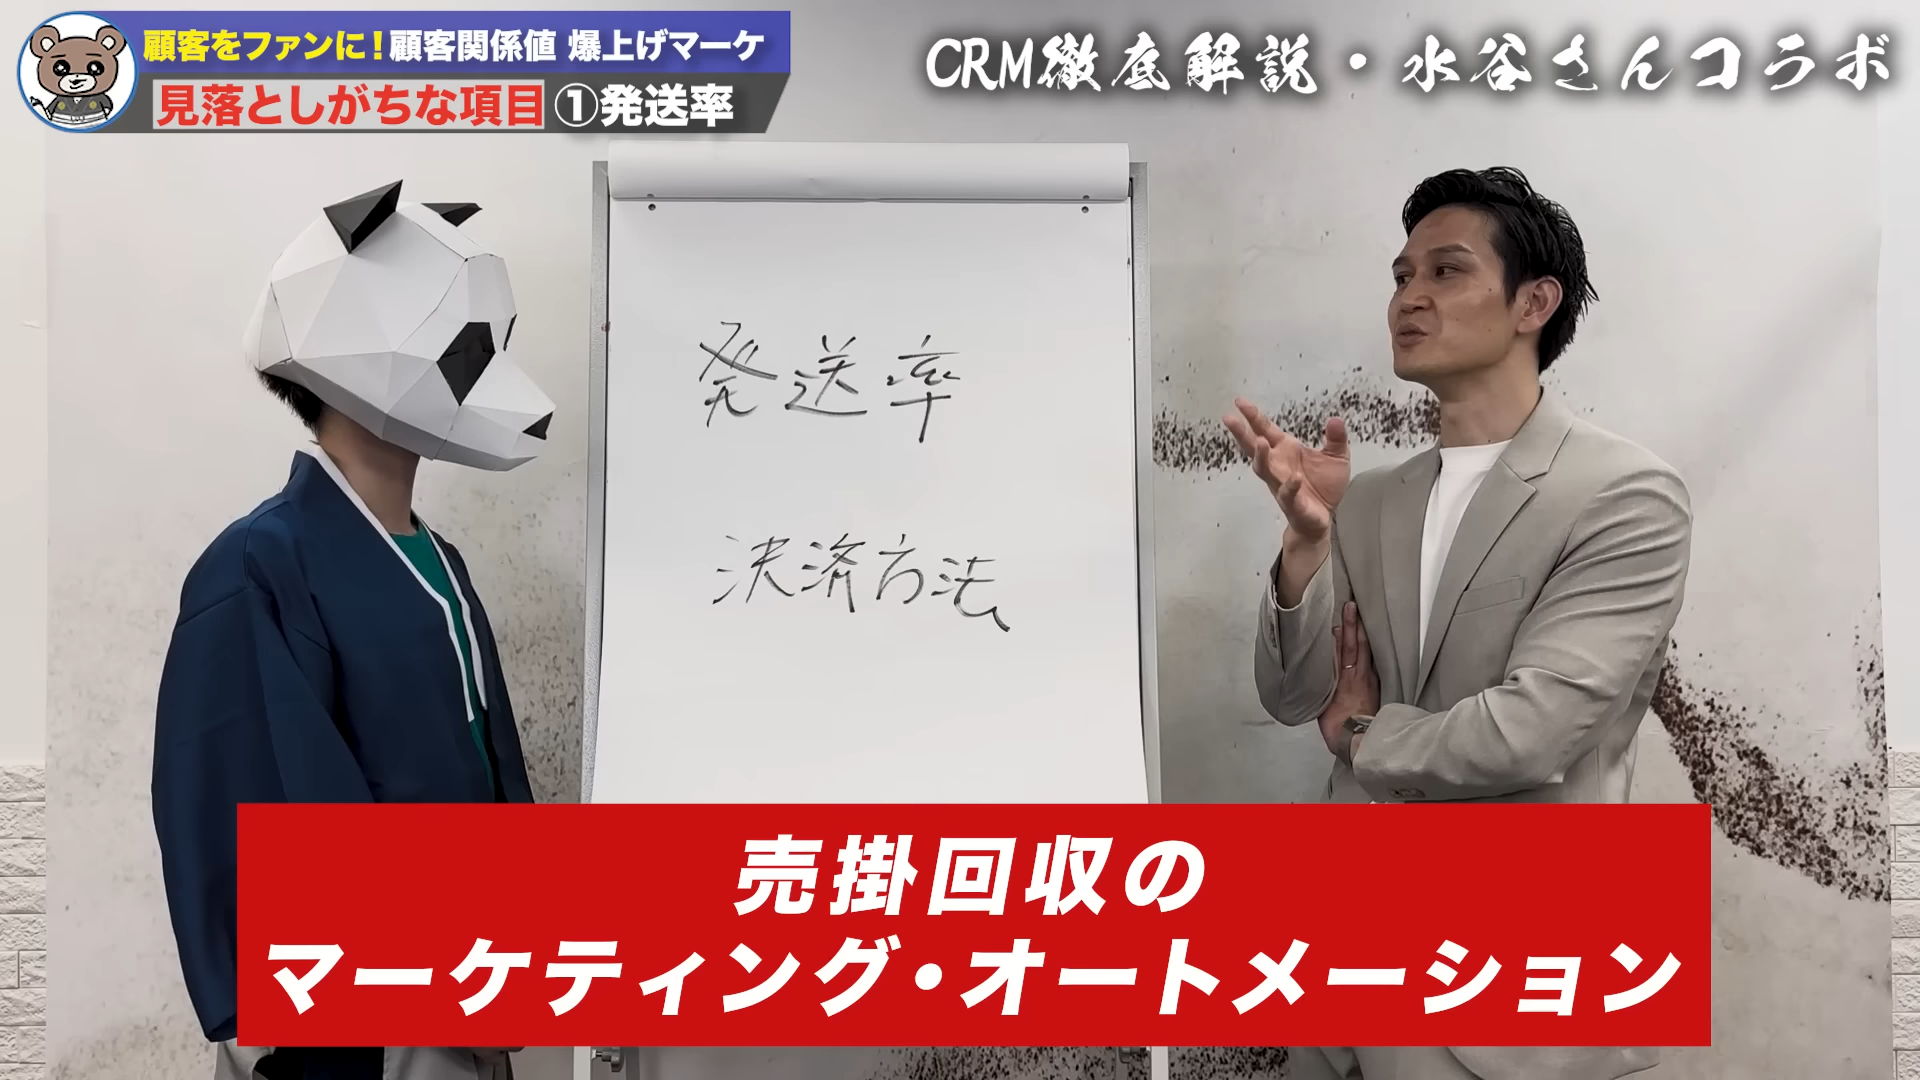 顧客をファンに！顧客関係値 爆上げマーケ
見落としがちな項目 ①発送率
CRM徹底解説・水谷さんコラボ
発送率
決済方法
売掛回収の
マーケティング・オートメーション